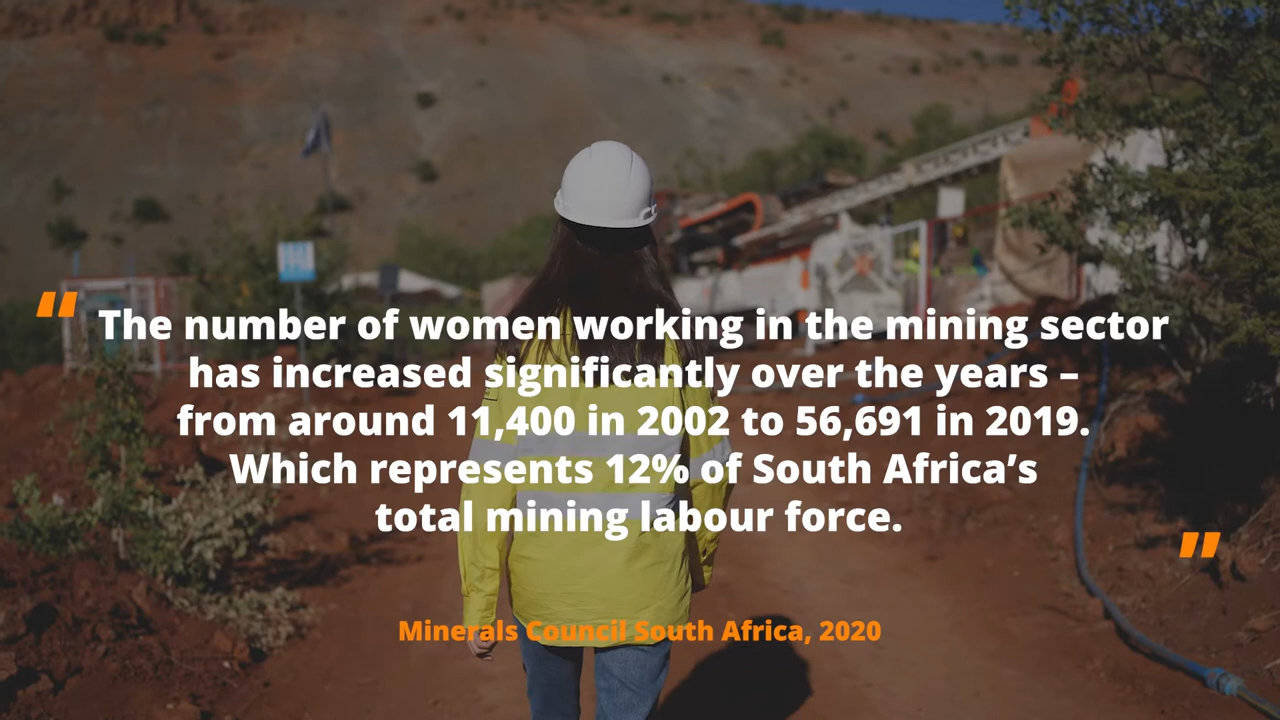 " The number of women working in the mining sector
has increased significantly over the years –
from around 11,400 in 2002 to 56,691 in 2019.
Which represents 12% of South Africa’s
total mining labour force.
"
Minerals Council South Africa, 2020